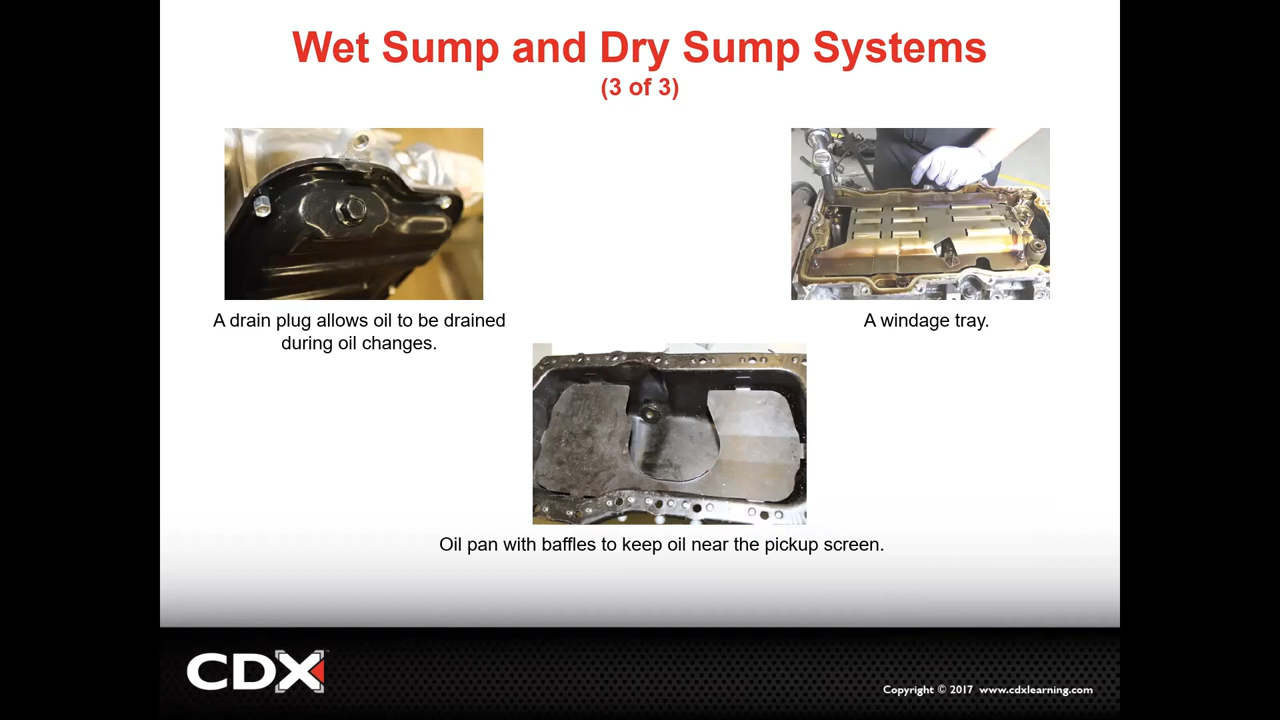 Wet Sump and Dry Sump Systems
(3 of 3)
A drain plug allows oil to be drained
during oil changes.
A windage tray.
Oil pan with baffles to keep oil near the pickup screen.
CDX
Copyright © 2017 www.cdxlearning.com